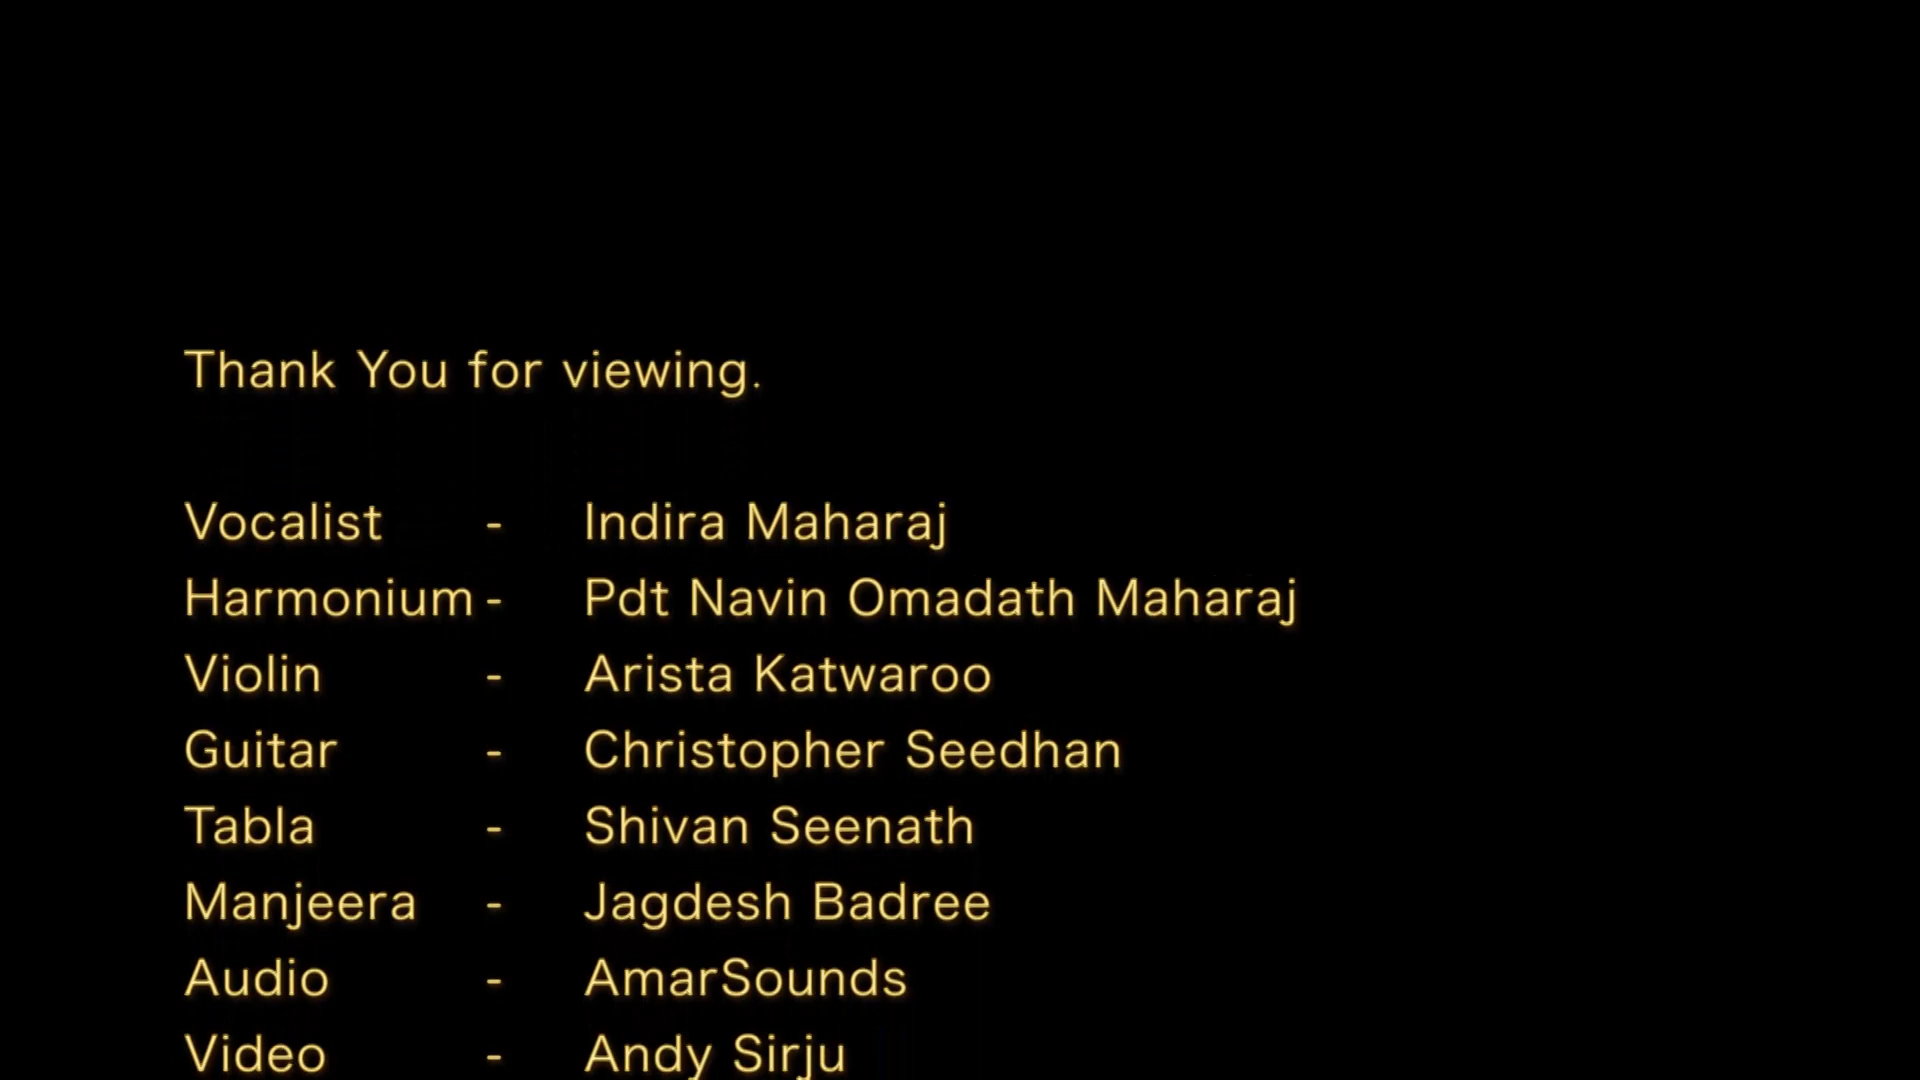 Thank You for viewing.
Vocalist - Indira Maharaj
Harmonium - Pdt Navin Omadath Maharaj
Violin - Arista Katwaroo
Guitar - Christopher Seedhan
Tabla - Shivan Seenath
Manjeera - Jagdesh Badree
Audio - AmarSounds
Video - Andy Sirju